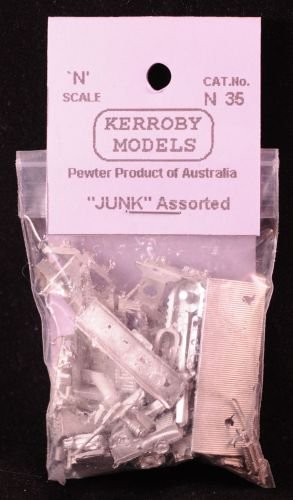 'N' CAT.No.
SCALE N 35
KERROBY
MODELS
Pewter Product of Australia
"JUNK" Assorted